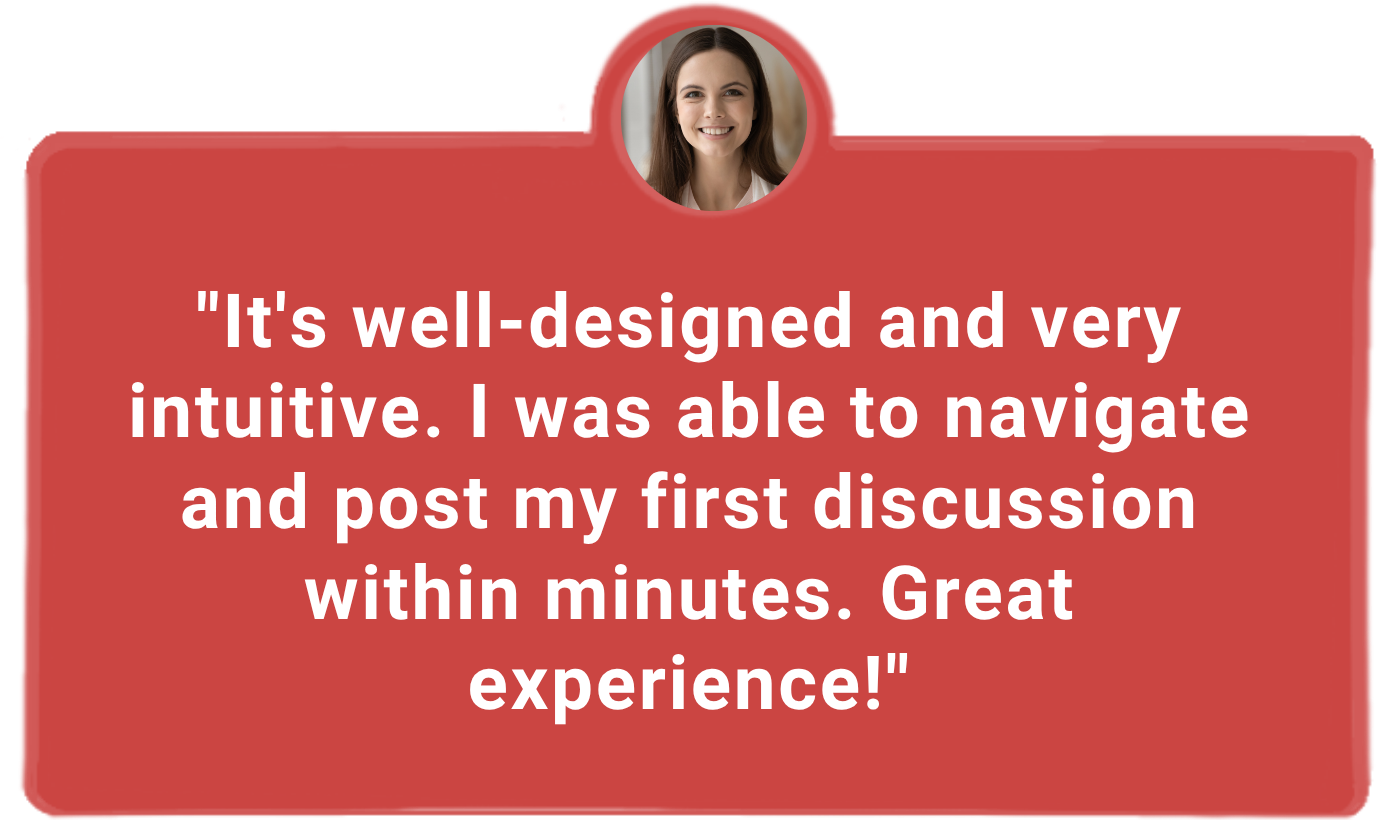 "It's well-designed and very
intuitive. I was able to navigate
and post my first discussion
within minutes. Great
experience!"